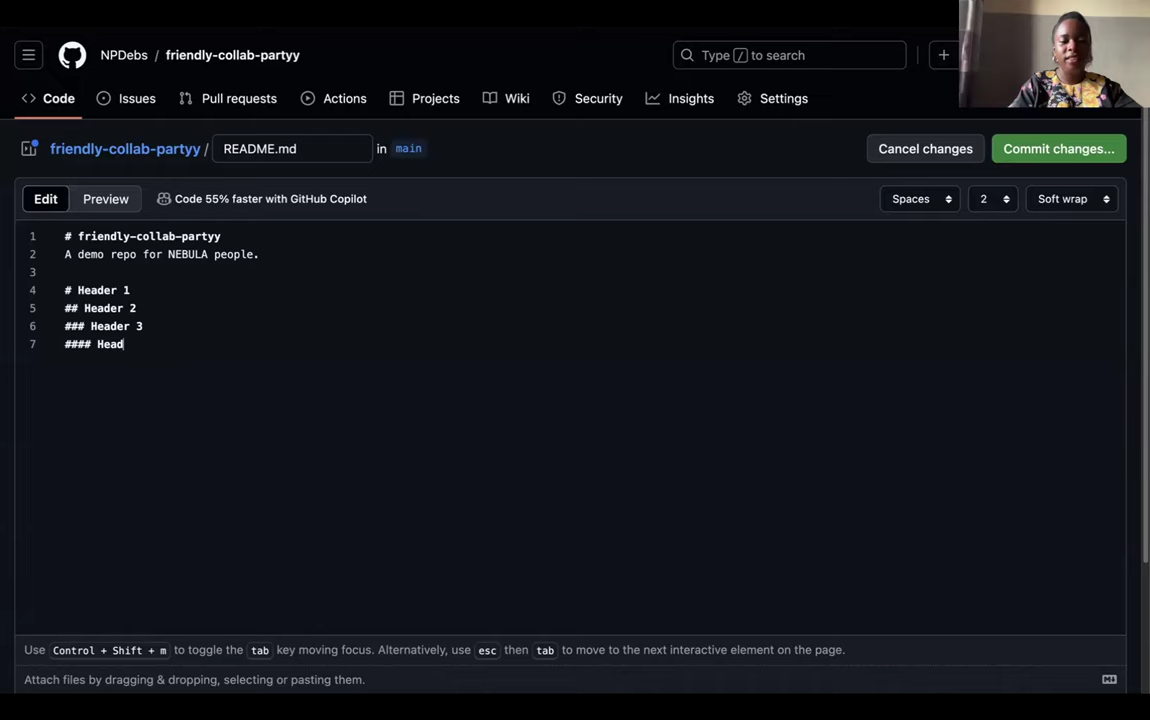 NPDebs / friendly-collab-partyy
Type / to search
Code
Issues
Pull requests
Actions
Projects
Wiki
Security
Insights
Settings
friendly-collab-partyy / README.md in main
Cancel changes
Commit changes...
Edit
Preview
Code 55% faster with GitHub Copilot
Spaces
2
Soft wrap
1 # friendly-collab-partyy
2 A demo repo for NEBULA people.
3
4 # Header 1
5 ## Header 2
6 ### Header 3
7 #### Head
Use Control + Shift + m to toggle the tab key moving focus. Alternatively, use esc then tab to move to the next interactive element on the page.
Attach files by dragging & dropping, selecting or pasting them.